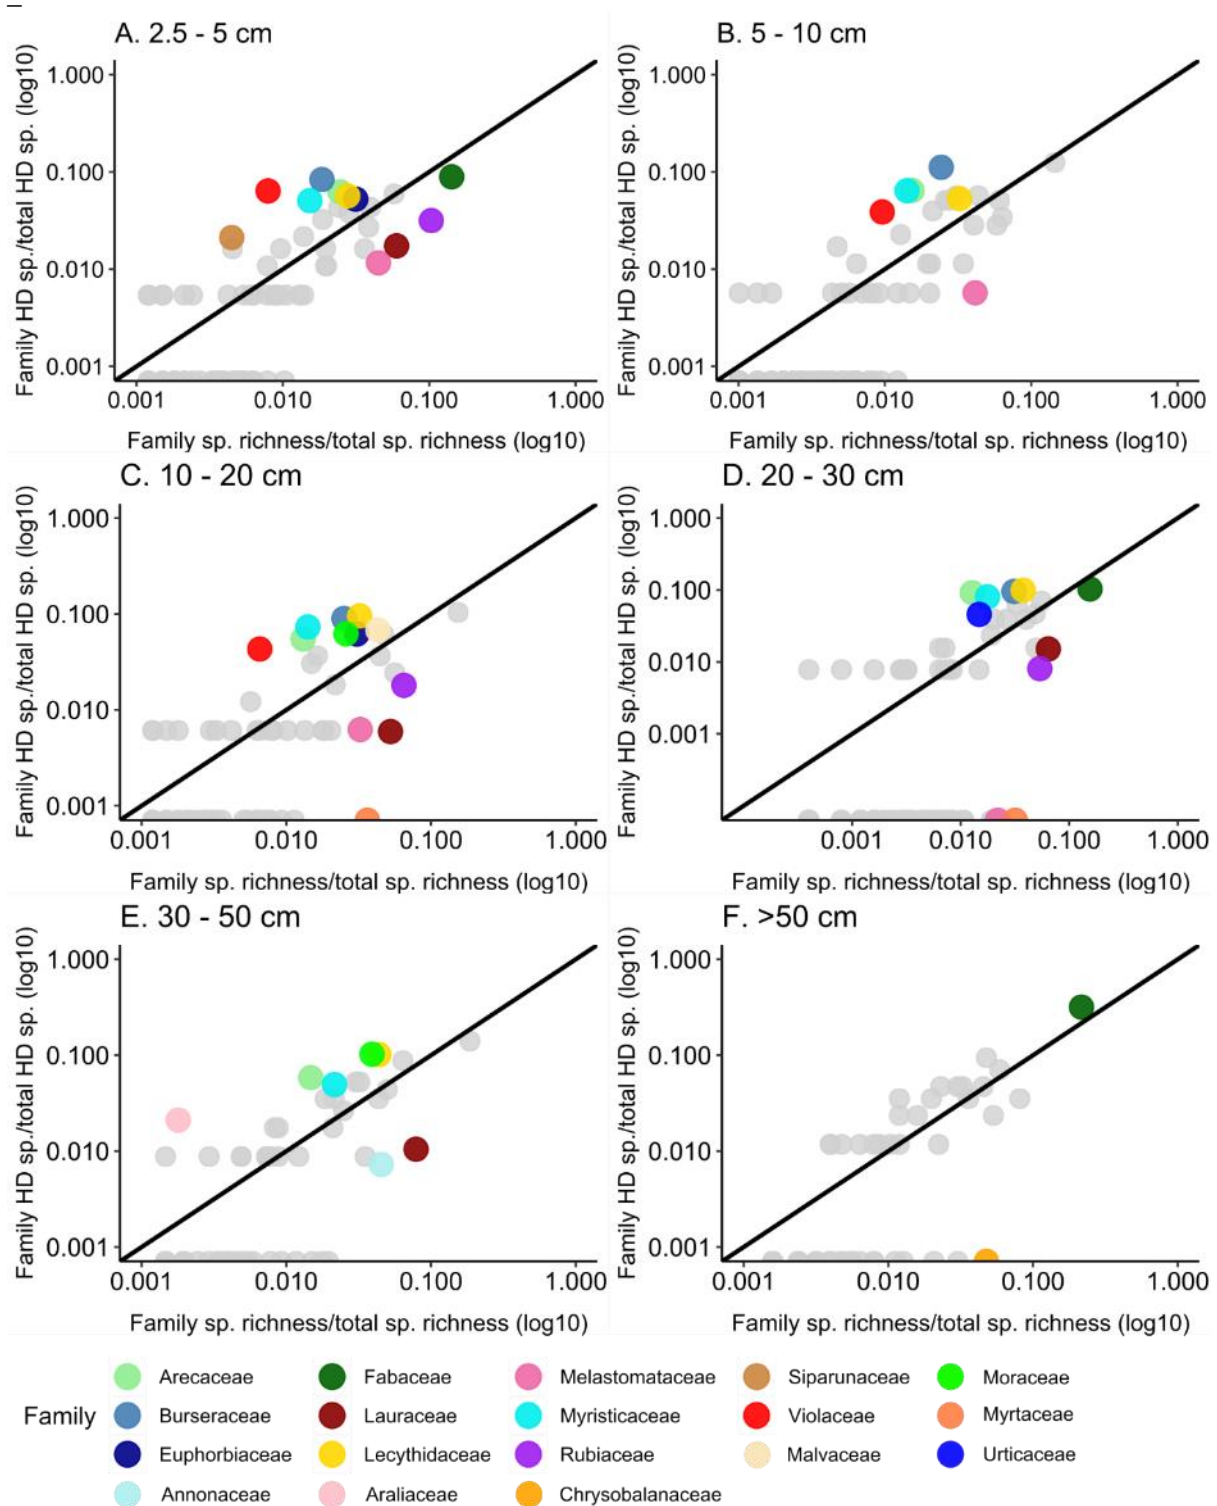 A. 2.5 - 5 cm
Family HD sp./total HD sp. (log10)
1.000
0.100
0.010
0.001
0.001 0.010 0.100 1.000
Family sp. richness/total sp. richness (log10)
B. 5 - 10 cm
Family HD sp./total HD sp. (log10)
1.000
0.100
0.010
0.001
0.001 0.010 0.100 1.000
Family sp. richness/total sp. richness (log10)
C. 10 - 20 cm
Family HD sp./total HD sp. (log10)
1.000
0.100
0.010
0.001
0.001 0.010 0.100 1.000
Family sp. richness/total sp. richness (log10)
D. 20 - 30 cm
Family HD sp./total HD sp. (log10)
1.000
0.100
0.010
0.001
0.001 0.010 0.100 1.000
Family sp. richness/total sp. richness (log10)
E. 30 - 50 cm
Family HD sp./total HD sp. (log10)
1.000
0.100
0.010
0.001
0.001 0.010 0.100 1.000
Family sp. richness/total sp. richness (log10)
F. >50 cm
Family HD sp./total HD sp. (log10)
1.000
0.100
0.010
0.001
0.001 0.010 0.100 1.000
Family sp. richness/total sp. richness (log10)
Family
Arecaceae Fabaceae Melastomataceae Siparunaceae Moraceae
Burseraceae Lauraceae Myristicaceae Violaceae Myrtaceae
Euphorbiaceae Lecythidaceae Rubiaceae Malvaceae Urticaceae
Annonaceae Araliaceae Chrysobalanaceae